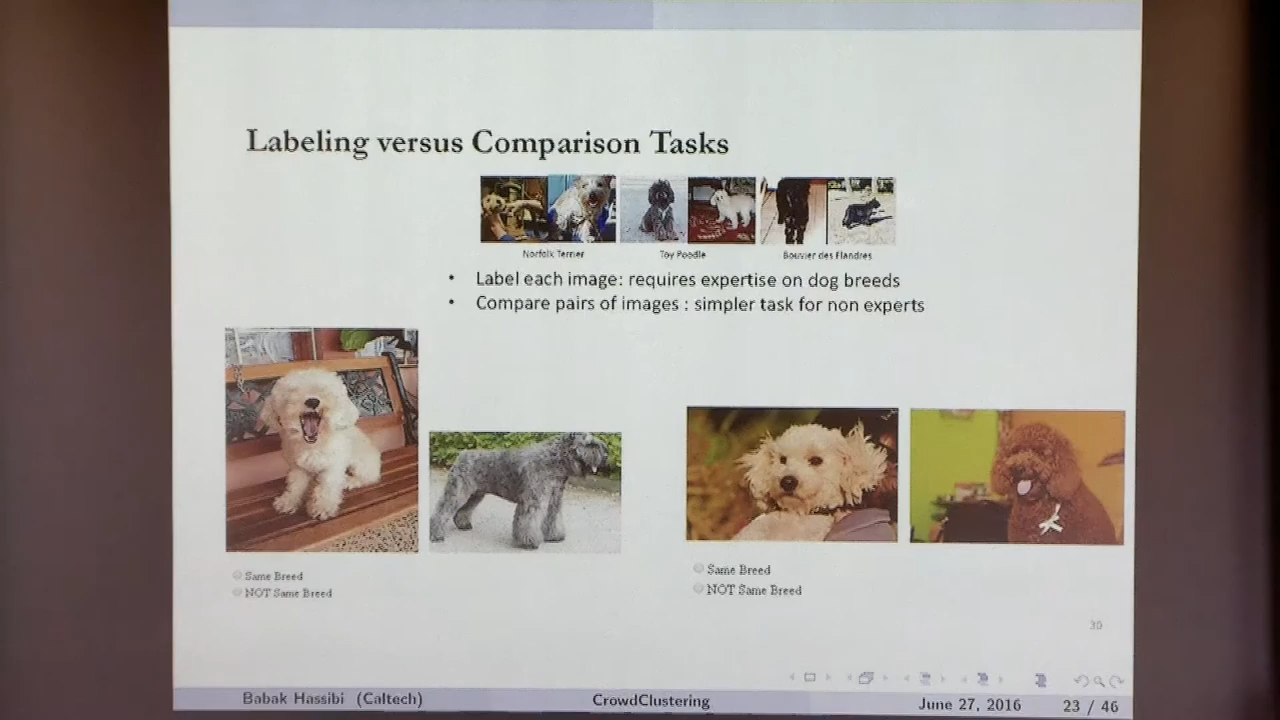 Labeling versus Comparison Tasks
Norfolk Terrier
Toy Poodle
Bouvier des Flandres
• Label each image: requires expertise on dog breeds
• Compare pairs of images : simpler task for non experts
Same Breed
NOT Same Breed
Same Breed
NOT Same Breed
30
Babak Hassibi (Caltech)
CrowdClustering
June 27, 2016
23 / 46